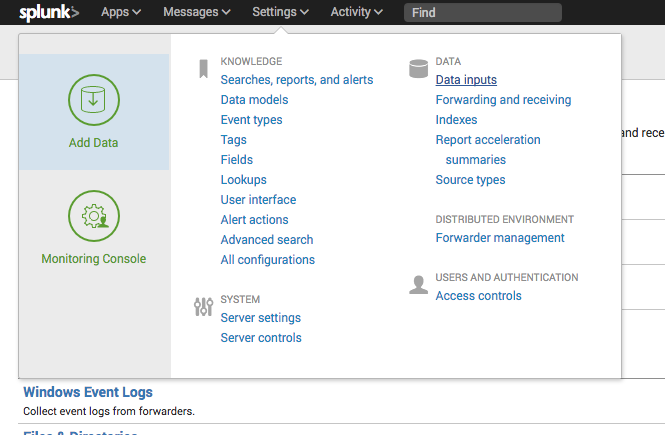 splunk> Apps Messages Settings Activity Find
Add Data
Monitoring Console
KNOWLEDGE
Searches, reports, and alerts
Data models
Event types
Tags
Fields
Lookups
User interface
Alert actions
Advanced search
All configurations
SYSTEM
Server settings
Server controls
DATA
Data inputs
Forwarding and receiving
Indexes
Report acceleration
summaries
Source types
DISTRIBUTED ENVIRONMENT
Forwarder management
USERS AND AUTHENTICATION
Access controls
and rece
Windows Event Logs
Collect event logs from forwarders.
Files & Directories